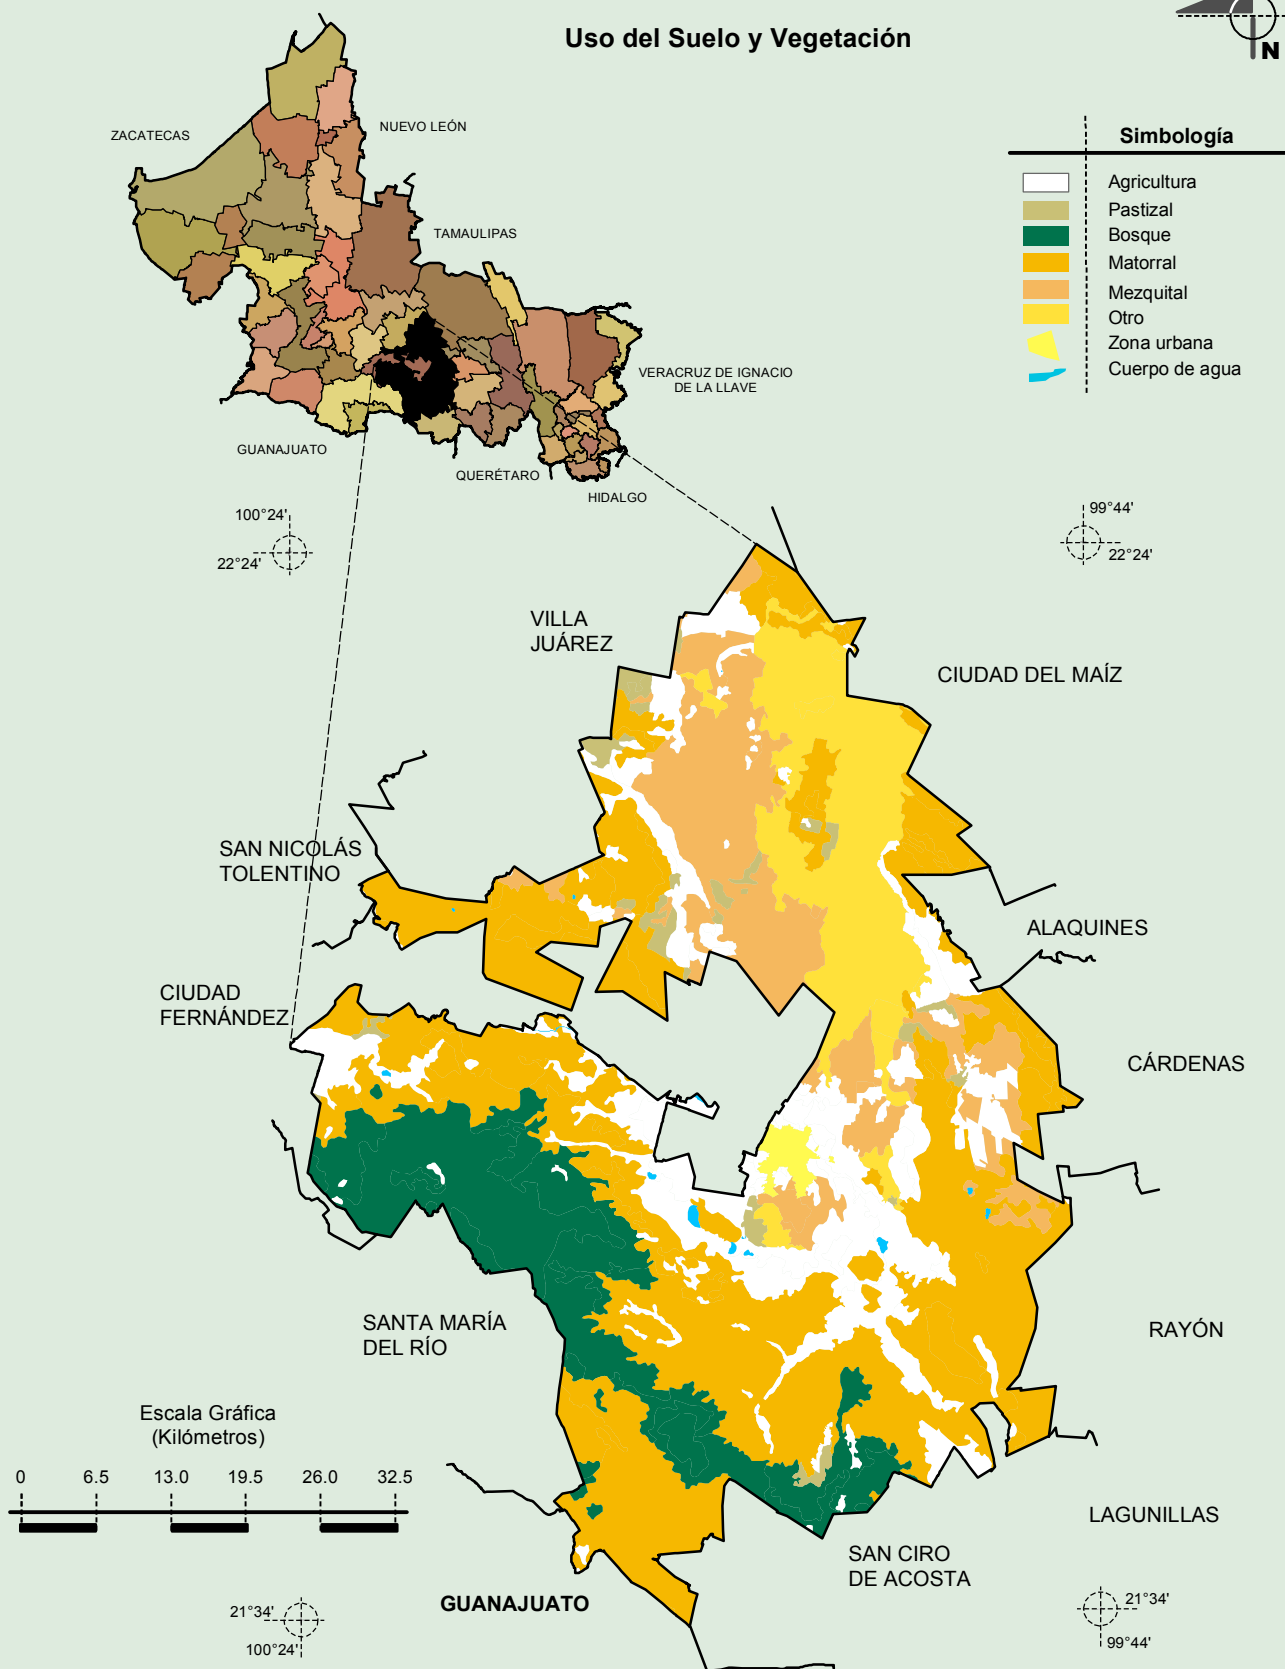 Uso del Suelo y Vegetación
N
ZACATECAS
NUEVO LEÓN
TAMAULIPAS
VERACRUZ DE IGNACIO
DE LA LLAVE
GUANAJUATO
QUERÉTARO
HIDALGO
Simbología
Agricultura
Pastizal
Bosque
Matorral
Mezquital
Otro
Zona urbana
Cuerpo de agua
100°24'
22°24'
99°44'
22°24'
VILLA
JUÁREZ
CIUDAD DEL MAÍZ
SAN NICOLÁS
TOLENTINO
ALAQUINES
CIUDAD
FERNÁNDEZ
CÁRDENAS
SANTA MARÍA
DEL RÍO
RAYÓN
Escala Gráfica
(Kilómetros)
0 6.5 13.0 19.5 26.0 32.5
LAGUNILLAS
SAN CIRO
DE ACOSTA
GUANAJUATO
21°34'
100°24'
21°34'
99°44'